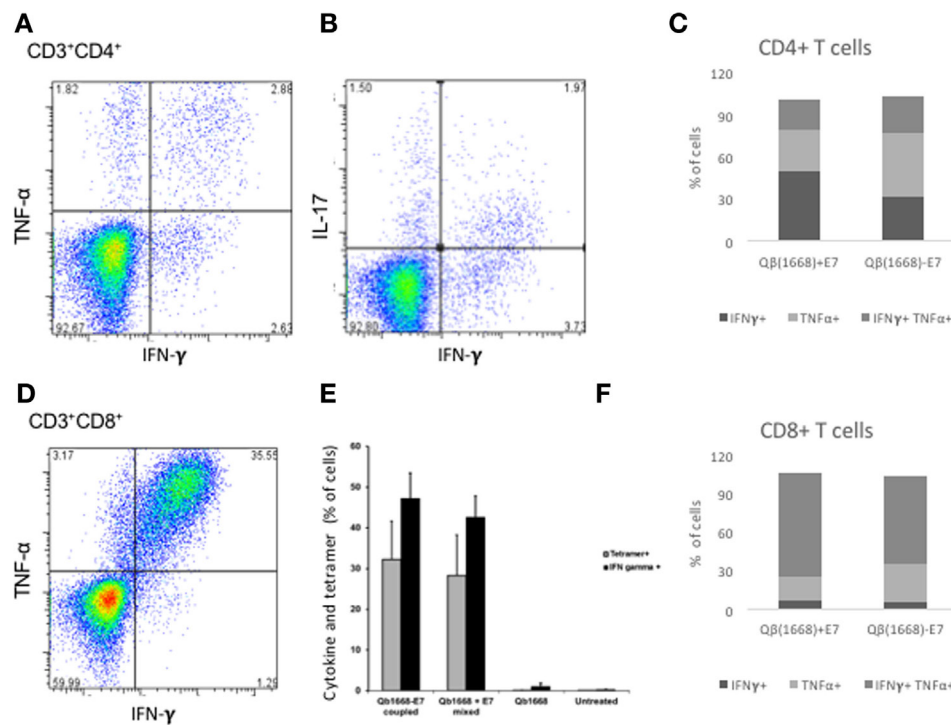 A
CD3+CD4+
TNF-α
1.82
2.88
92.67
2.63
IFN-γ
B
IL-17
1.50
1.97
92.80
3.73
IFN-γ
C
CD4+ T cells
% of cells
120
90
60
30
0
Qβ(1668)+E7
Qβ(1668)-E7
IFNγ+
TNFα+
IFNγ+ TNFα+
D
CD3+CD8+
TNF-α
3.17
35.55
59.99
1.29
IFN-γ
E
Cytokine and tetramer (% of cells)
60
50
40
30
20
10
0
Tetramer+
IFN gamma +
Qb1668-E7 coupled
Qb1668 + E7 mixed
Qb1668
Untreated
F
CD8+ T cells
% of cells
120
90
60
30
0
Qβ(1668)+E7
Qβ(1668)-E7
IFNγ+
TNFα+
IFNγ+ TNFα+